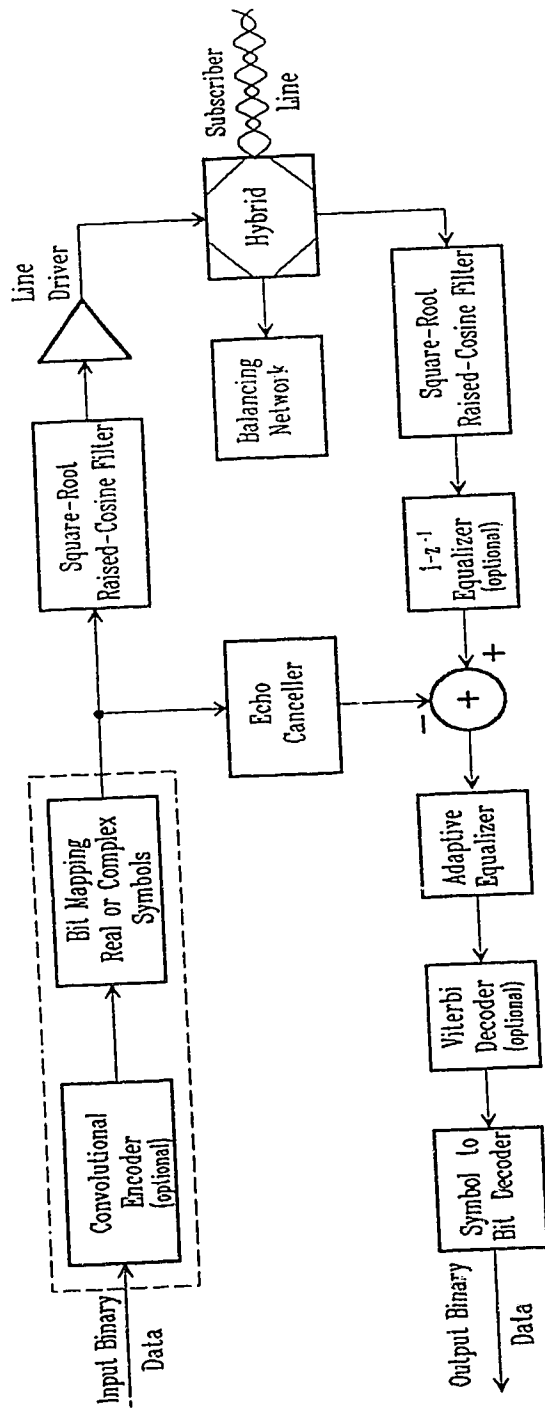 Input Binary
Data
Convolutional
Encoder
(optional)
Bit Mapping
Real or Complex
Symbols
Square-Root
Raised-Cosine Filter
Line
Driver
Echo
Canceller
Balancing
Network
Hybrid
Subscriber
Line
Square-Root
Raised-Cosine Filter
1-z⁻¹
Equalizer
(optional)
+
-
+
Adaptive
Equalizer
Viterbi
Decoder
(optional)
Symbol to
Bit Decoder
Output Binary
Data